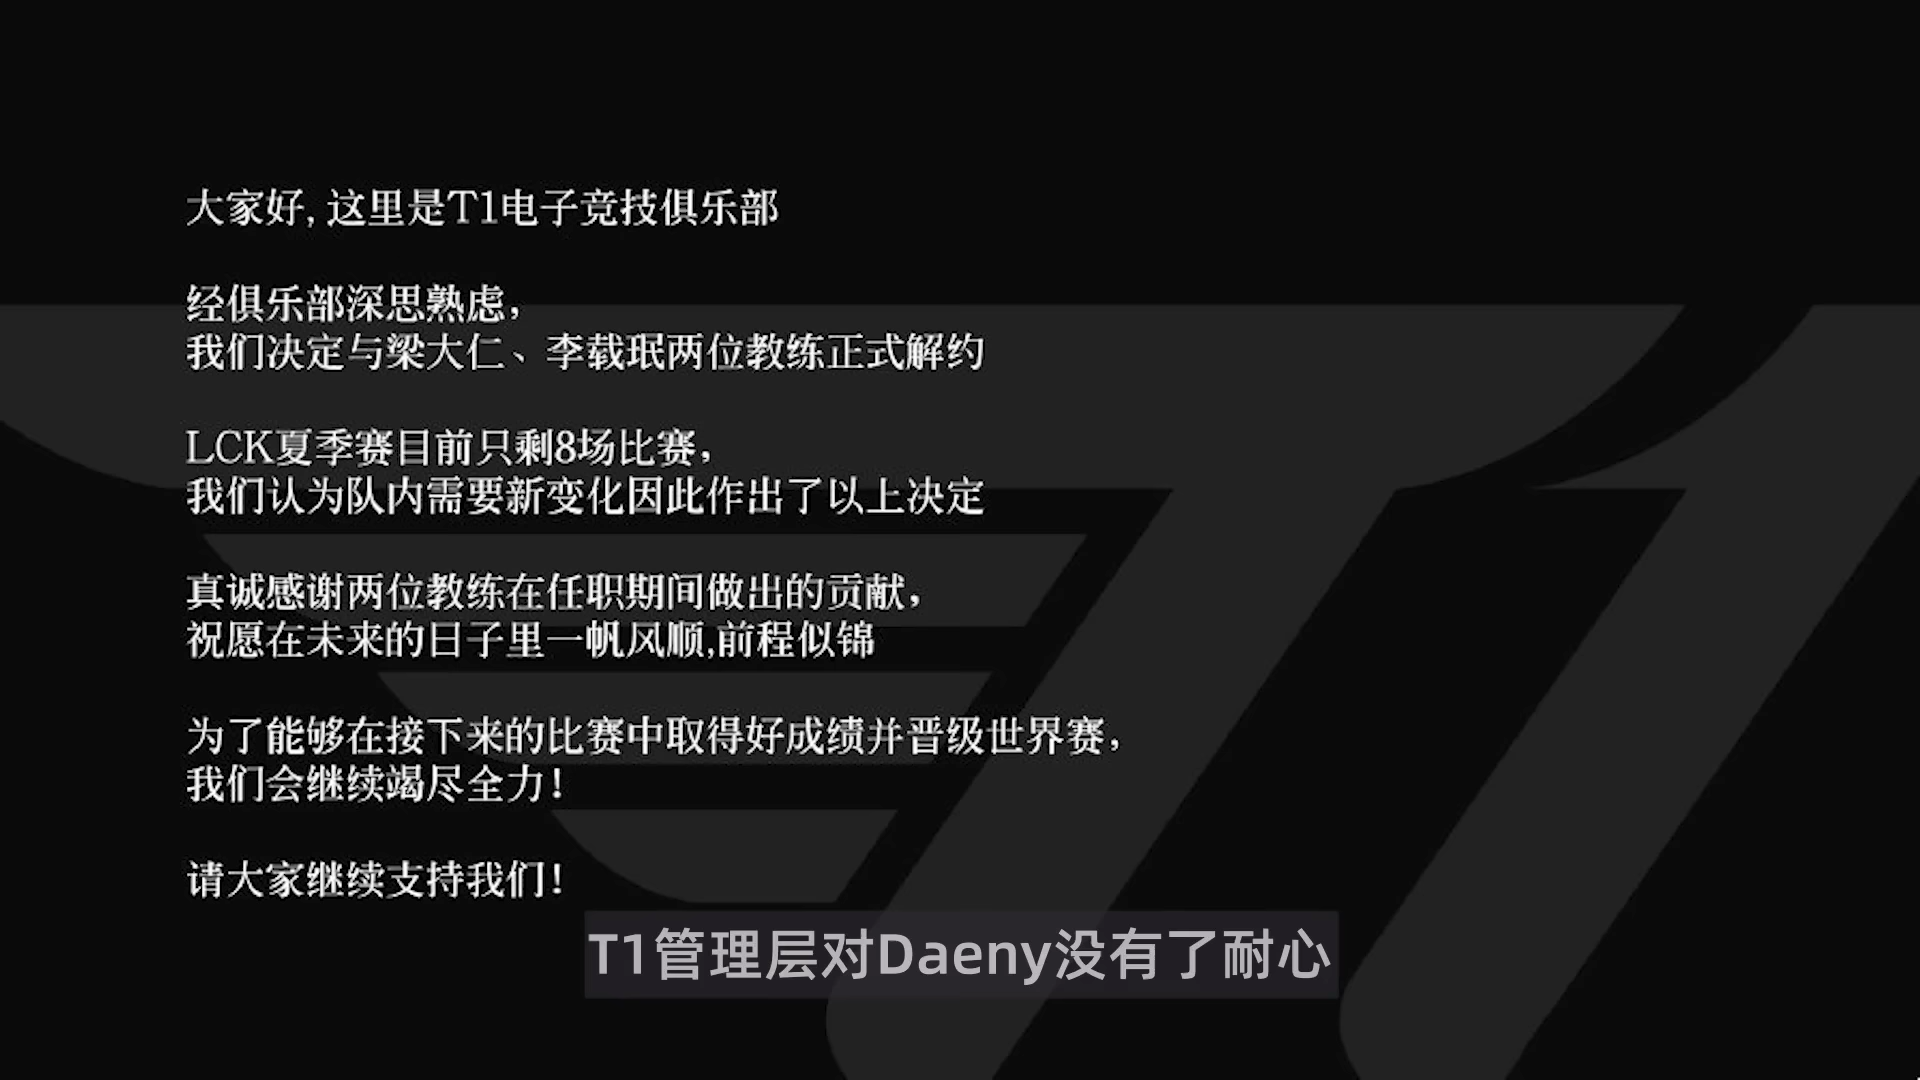 大家好,这里是T1电子竞技俱乐部
经俱乐部深思熟虑，
我们决定与梁大仁、李载珉两位教练正式解约
LCK夏季赛目前只剩8场比赛，
我们认为队内需要新变化因此作出了以上决定
真诚感谢两位教练在任职期间做出的贡献，
祝愿在未来的日子里一帆风顺,前程似锦
为了能够在接下来的比赛中取得好成绩并晋级世界赛，
我们会继续竭尽全力！
请大家继续支持我们！
T1管理层对Daeny没有了耐心